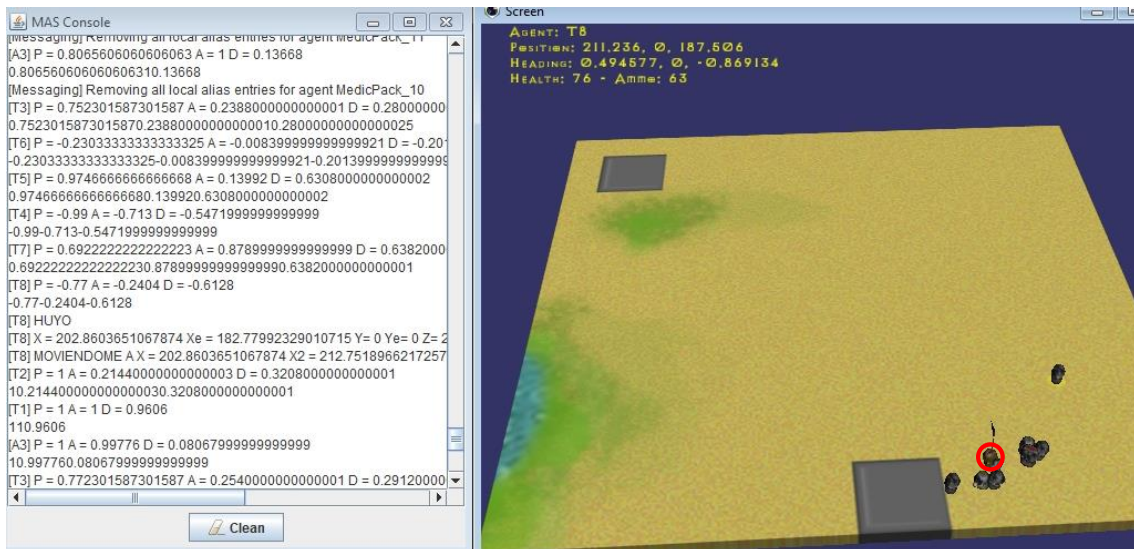 MAS Console
[Messaging] Removing all local alias entries for agent MedicPack_11
[A3] P = 0.8065606060606063 A = 1 D = 0.13668
0.806560606060606310.13668
[Messaging] Removing all local alias entries for agent MedicPack_10
[T3] P = 0.752301587301587 A = 0.2388000000000001 D = 0.280000000
0.7523015873015870.23880000000000010.28000000000000025
[T6] P = -0.23033333333333325 A = -0.008399999999999921 D = -0.201
-0.23033333333333325-0.008399999999999921-0.2013999999999999
[T5] P = 0.9746666666666668 A = 0.13992 D = 0.6308000000000002
0.97466666666666680.139920.6308000000000002
[T4] P = -0.99 A = -0.713 D = -0.5471999999999999
-0.99-0.713-0.5471999999999999
[T7] P = 0.6922222222222223 A = 0.8789999999999999 D = 0.638200000
0.69222222222222230.87899999999999990.6382000000000001
[T8] P = -0.77 A = -0.2404 D = -0.6128
-0.77-0.2404-0.6128
[T8] HUYO
[T8] X = 202.8603651067874 Xe = 182.77992329010715 Y= 0 Ye= 0 Z= 2
[T8] MOVIENDOME A X = 202.8603651067874 X2 = 212.7518966217257
[T2] P = 1 A = 0.21440000000000003 D = 0.3208000000000001
10.214400000000000030.3208000000000001
[T1] P = 1 A = 1 D = 0.9606
110.9606
[A3] P = 1 A = 0.99776 D = 0.08067999999999999
10.997760.08067999999999999
[T3] P = 0.772301587301587 A = 0.2540000000000001 D = 0.29120000
Clean
Screen
Agent: T8
Position: 211,236, 0, 187,506
Heading: 0,494577, 0, -0,869134
Health: 76 - Ammo: 63